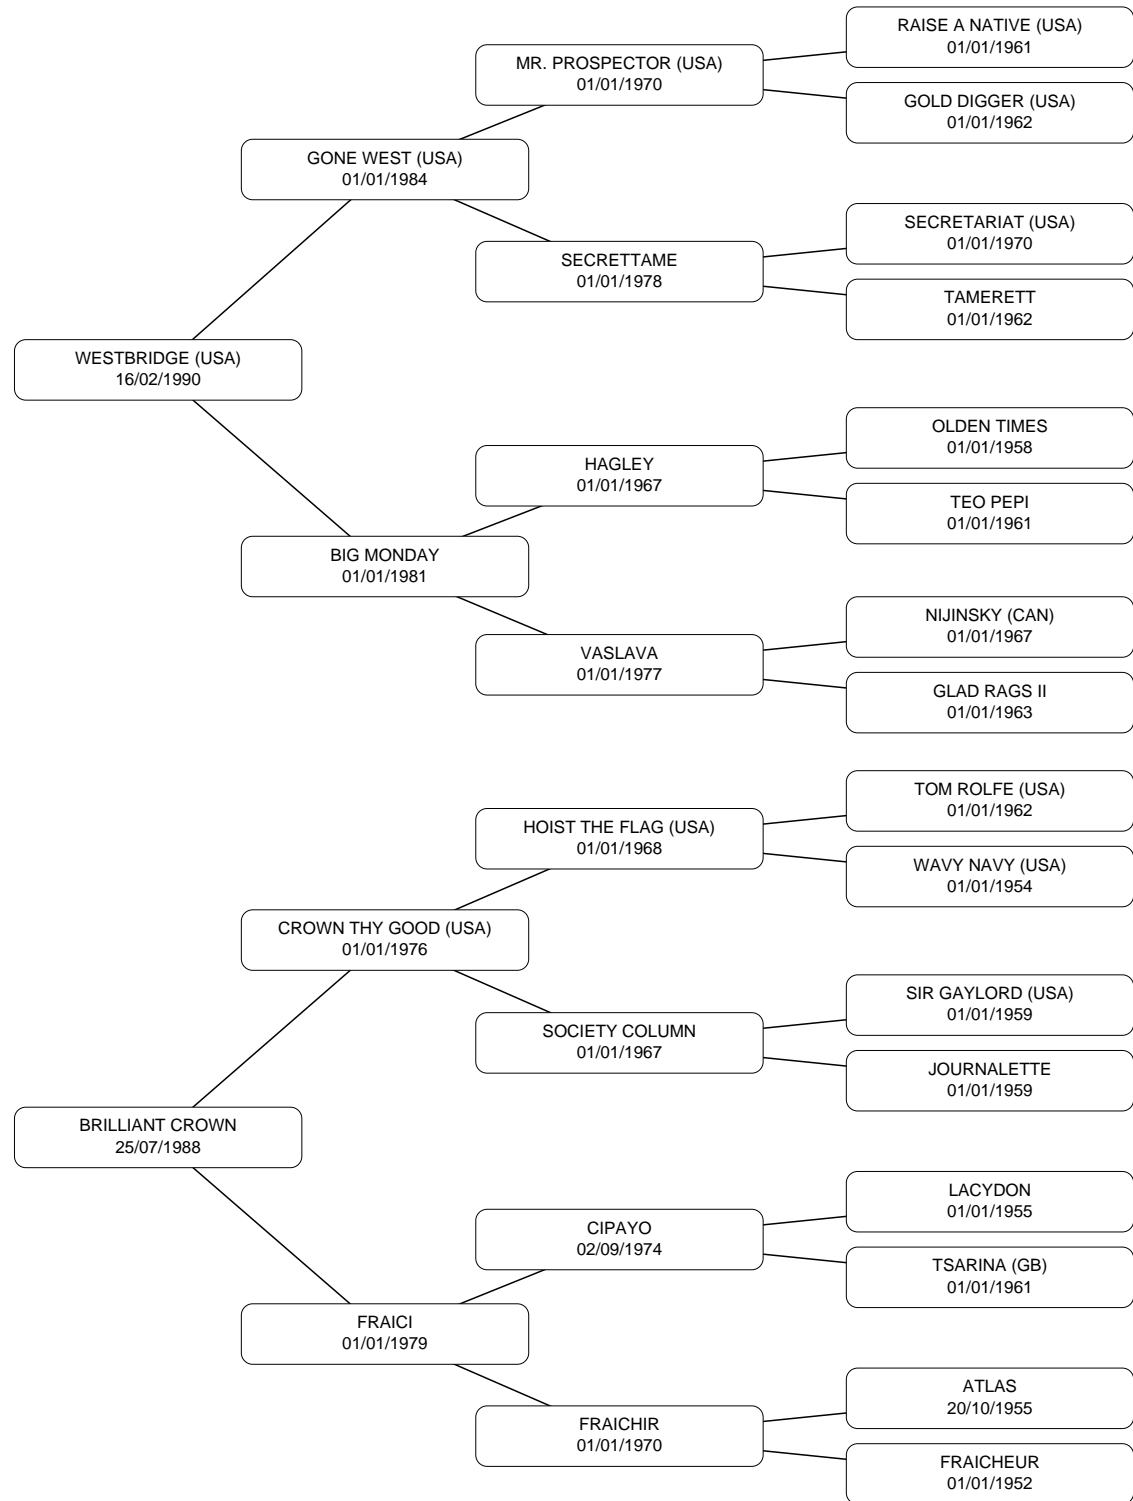 RAISE A NATIVE (USA)
01/01/1961
MR. PROSPECTOR (USA)
01/01/1970
GOLD DIGGER (USA)
01/01/1962
GONE WEST (USA)
01/01/1984
SECRETARIAT (USA)
01/01/1970
SECRETTAME
01/01/1978
TAMERETT
01/01/1962
WESTBRIDGE (USA)
16/02/1990
OLDEN TIMES
01/01/1958
HAGLEY
01/01/1967
TEO PEPI
01/01/1961
BIG MONDAY
01/01/1981
NIJINSKY (CAN)
01/01/1967
VASLAVA
01/01/1977
GLAD RAGS II
01/01/1963
TOM ROLFE (USA)
01/01/1962
HOIST THE FLAG (USA)
01/01/1968
WAVY NAVY (USA)
01/01/1954
CROWN THY GOOD (USA)
01/01/1976
SIR GAYLORD (USA)
01/01/1959
SOCIETY COLUMN
01/01/1967
JOURNALETTE
01/01/1959
BRILLIANT CROWN
25/07/1988
LACYDON
01/01/1955
CIPAYO
02/09/1974
TSARINA (GB)
01/01/1961
FRAICI
01/01/1979
ATLAS
20/10/1955
FRAICHIR
01/01/1970
FRAICHEUR
01/01/1952